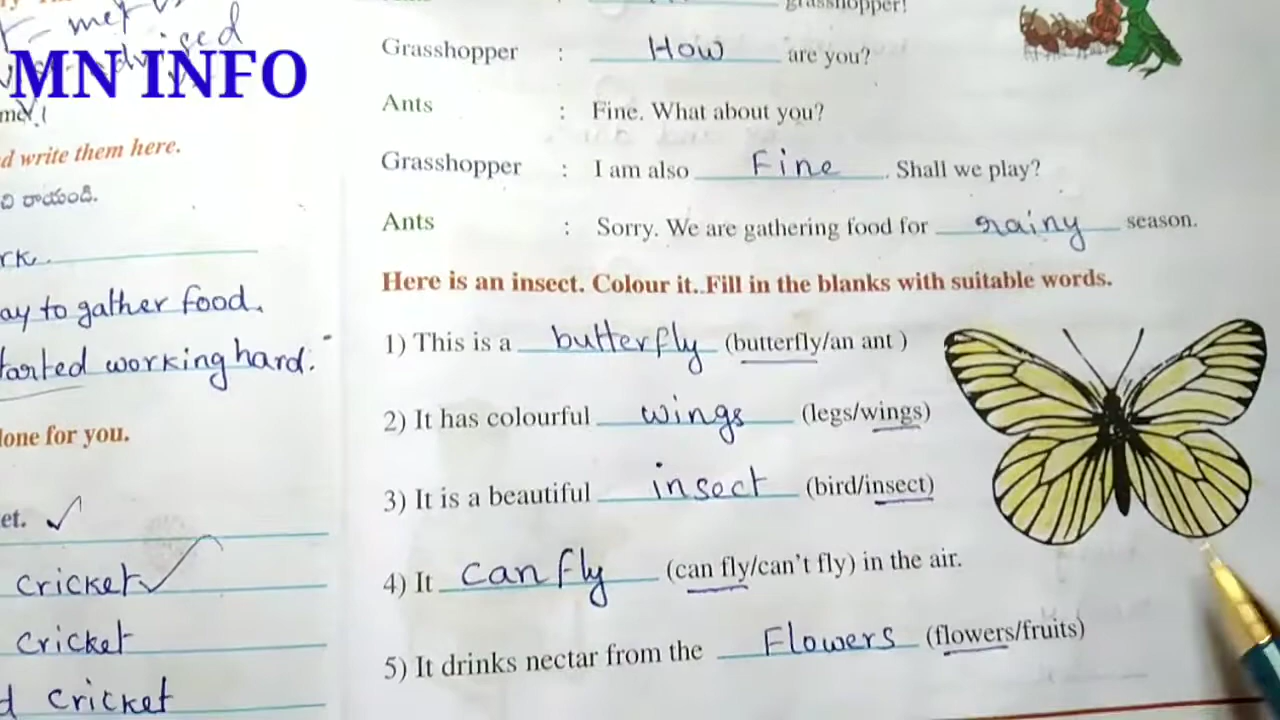 MN INFO
met
d write them here.
చి రాయండి.
rk.
ay to gather food.
tarted working hard.
lone for you.
et. ✓
cricket ✓
cricket
d cricket
grasshopper!
Grasshopper : How are you?
Ants : Fine. What about you?
Grasshopper : I am also Fine. Shall we play?
Ants : Sorry. We are gathering food for rainy season.
Here is an insect. Colour it. Fill in the blanks with suitable words.
1) This is a butterfly (butterfly/an ant )
2) It has colourful wings (legs/wings)
3) It is a beautiful insect (bird/insect)
4) It can fly (can fly/can't fly) in the air.
5) It drinks nectar from the Flowers (flowers/fruits)